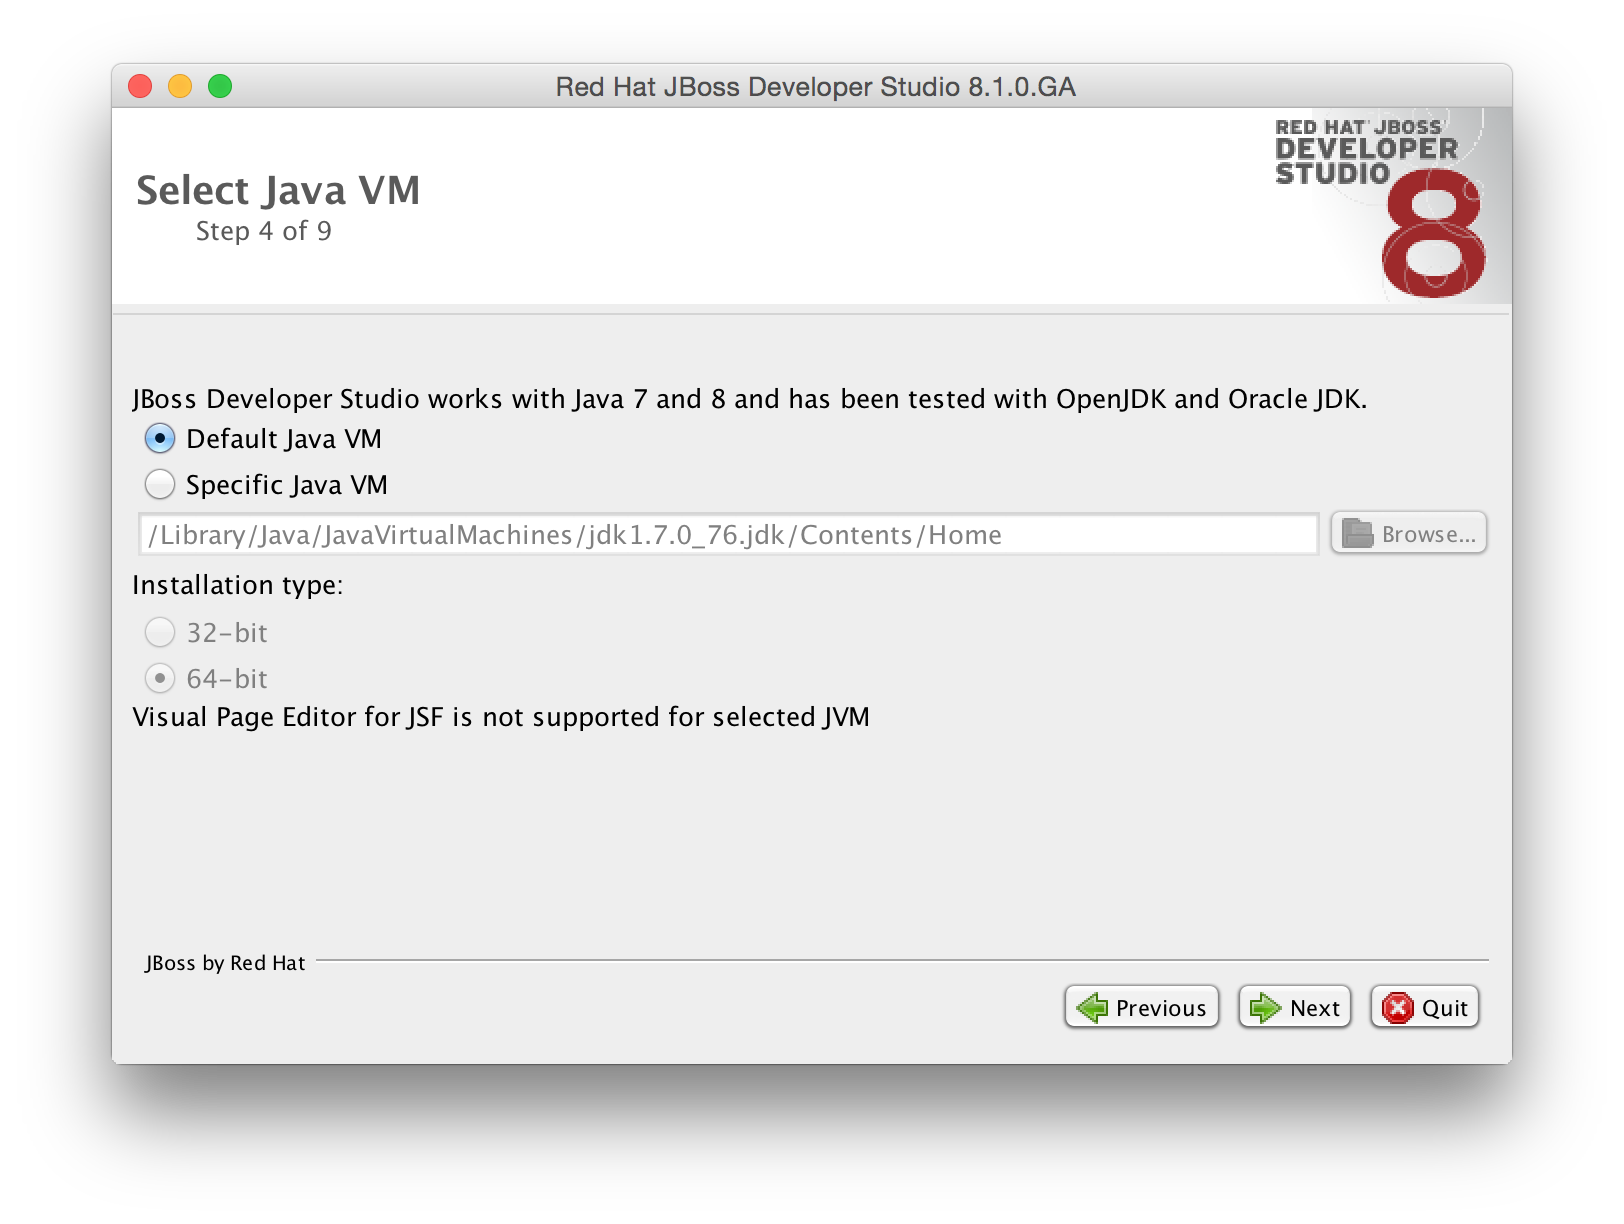 Red Hat JBoss Developer Studio 8.1.0.GA
RED HAT JBOSS
DEVELOPER
STUDIO
8
Select Java VM
Step 4 of 9
JBoss Developer Studio works with Java 7 and 8 and has been tested with OpenJDK and Oracle JDK.
Default Java VM
Specific Java VM
/Library/Java/JavaVirtualMachines/jdk1.7.0_76.jdk/Contents/Home
Browse...
Installation type:
32-bit
64-bit
Visual Page Editor for JSF is not supported for selected JVM
JBoss by Red Hat
Previous
Next
Quit